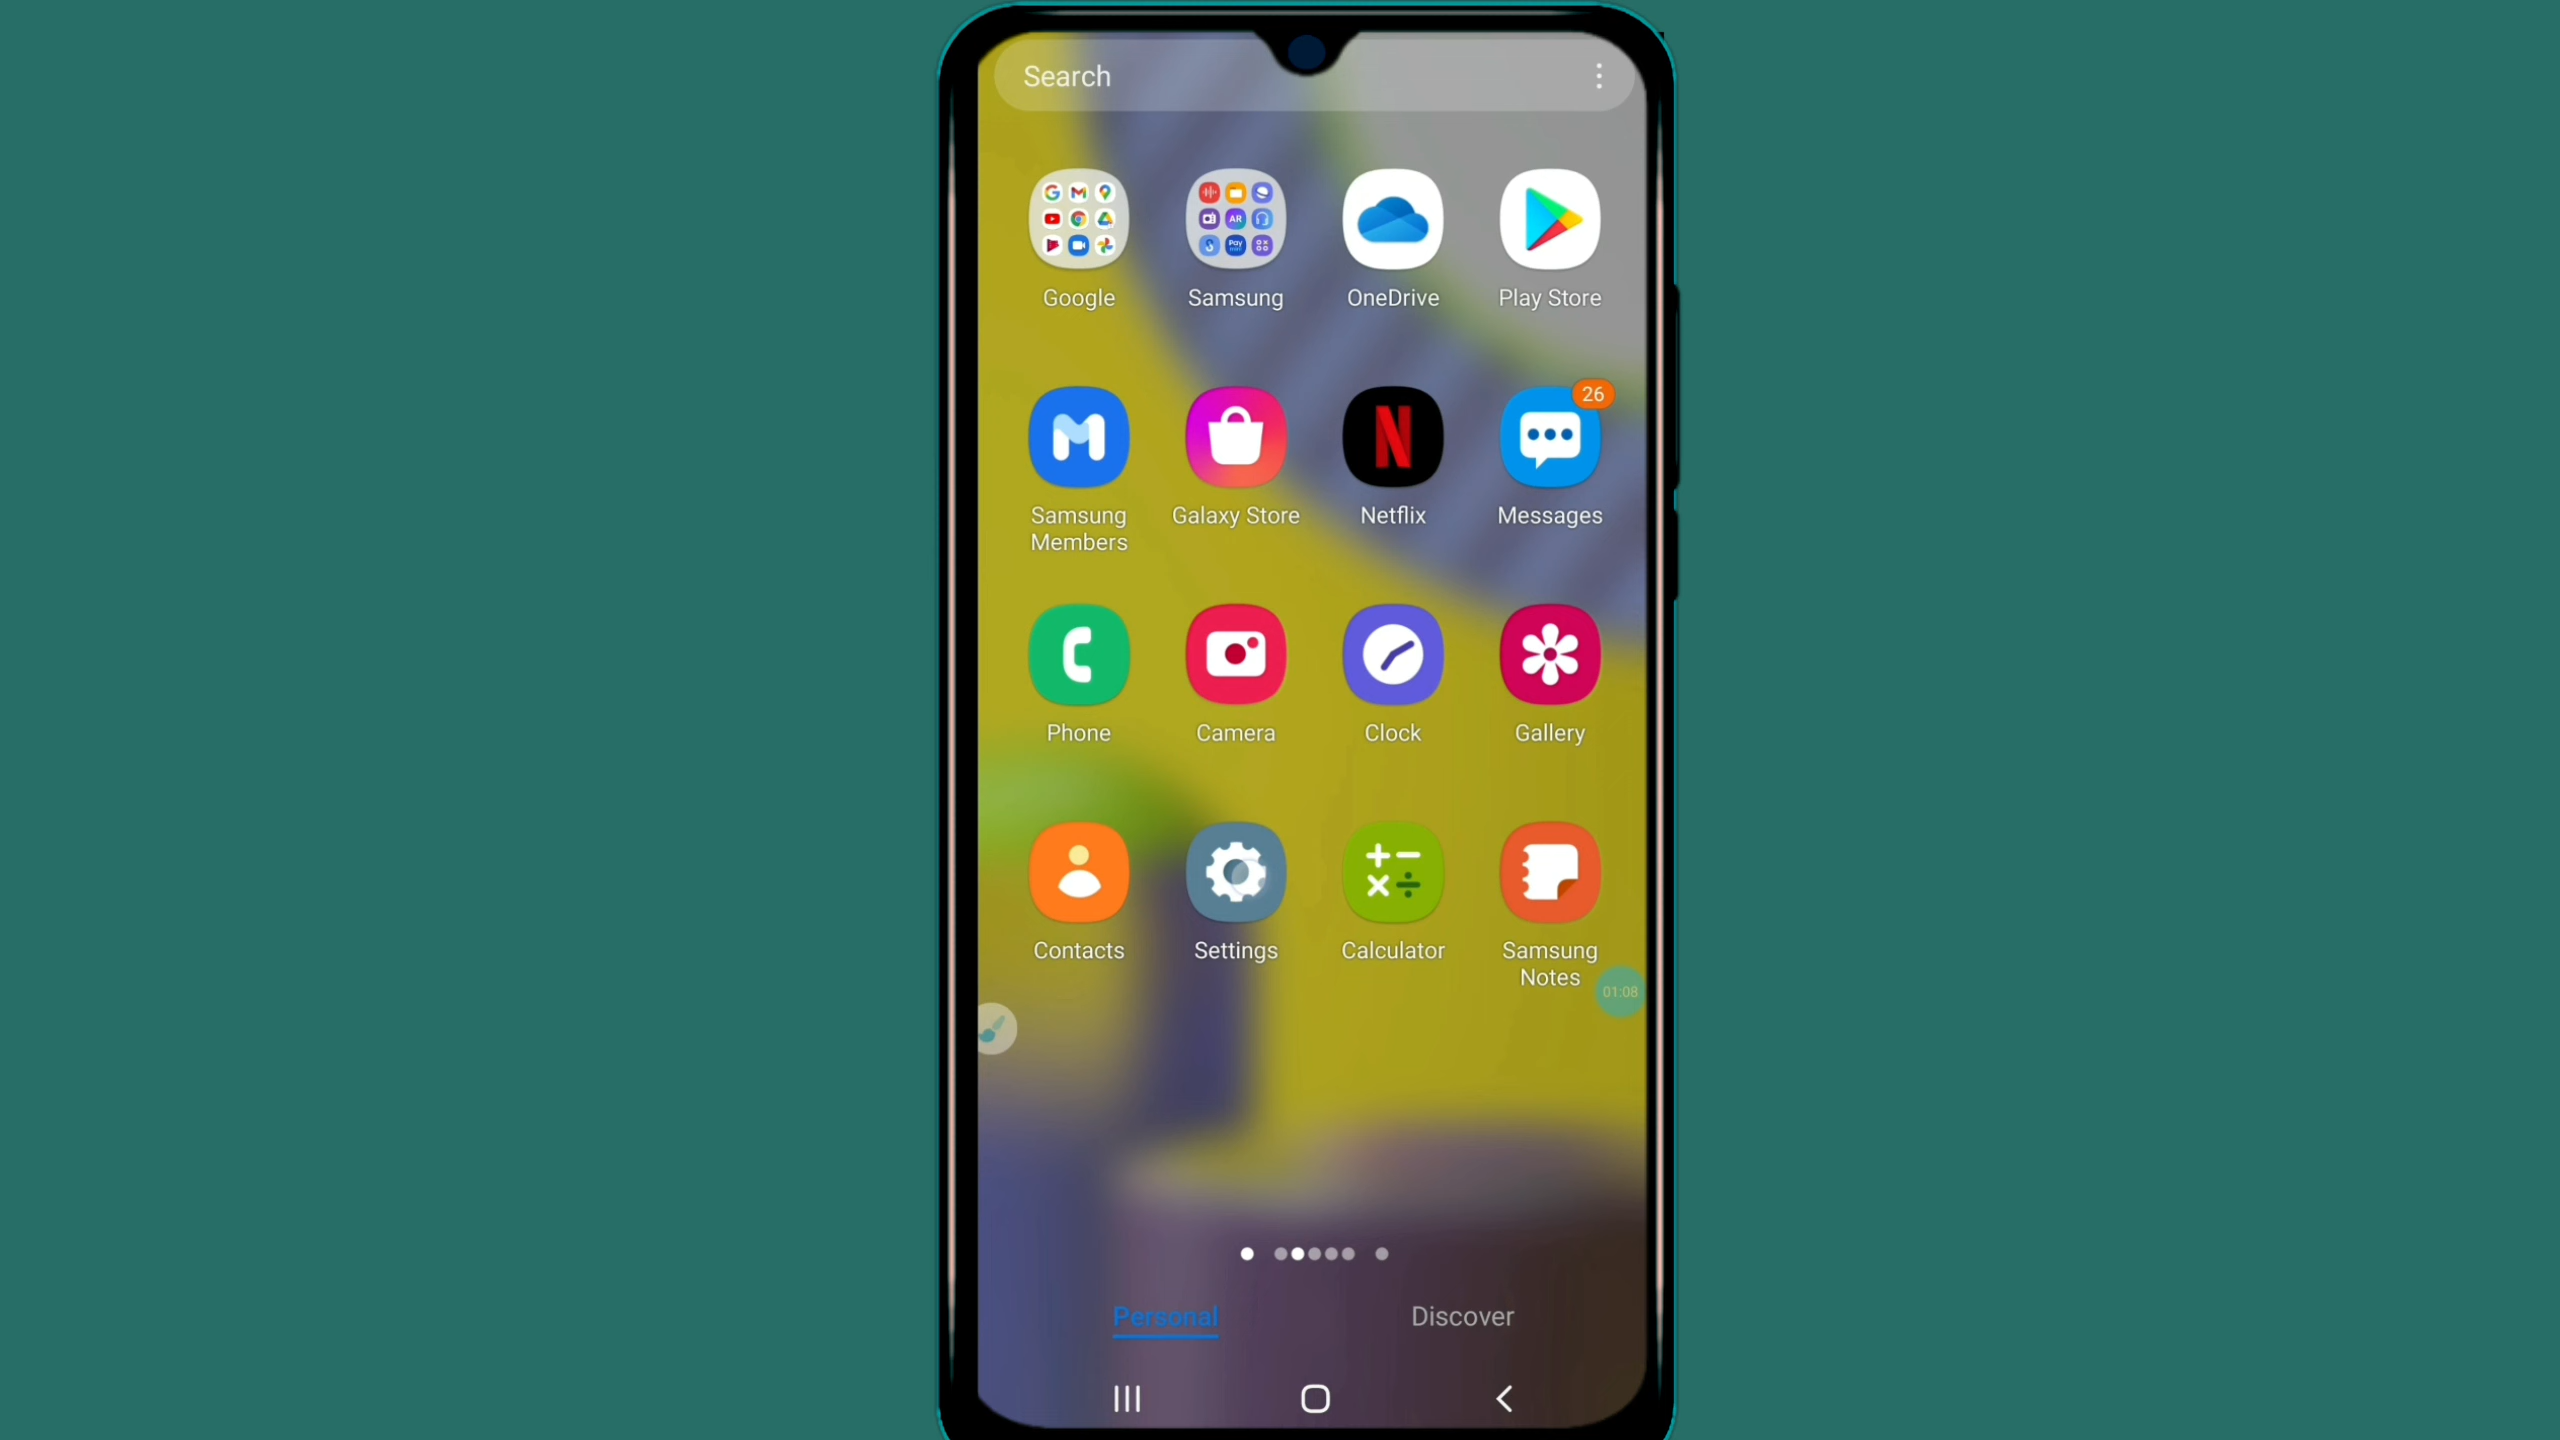 Search
Google
Samsung
OneDrive
Play Store
26
Samsung
Members
Galaxy Store
Netflix
Messages
Phone
Camera
Clock
Gallery
Contacts
Settings
Calculator
Samsung
Notes
01:08
Personal
Discover